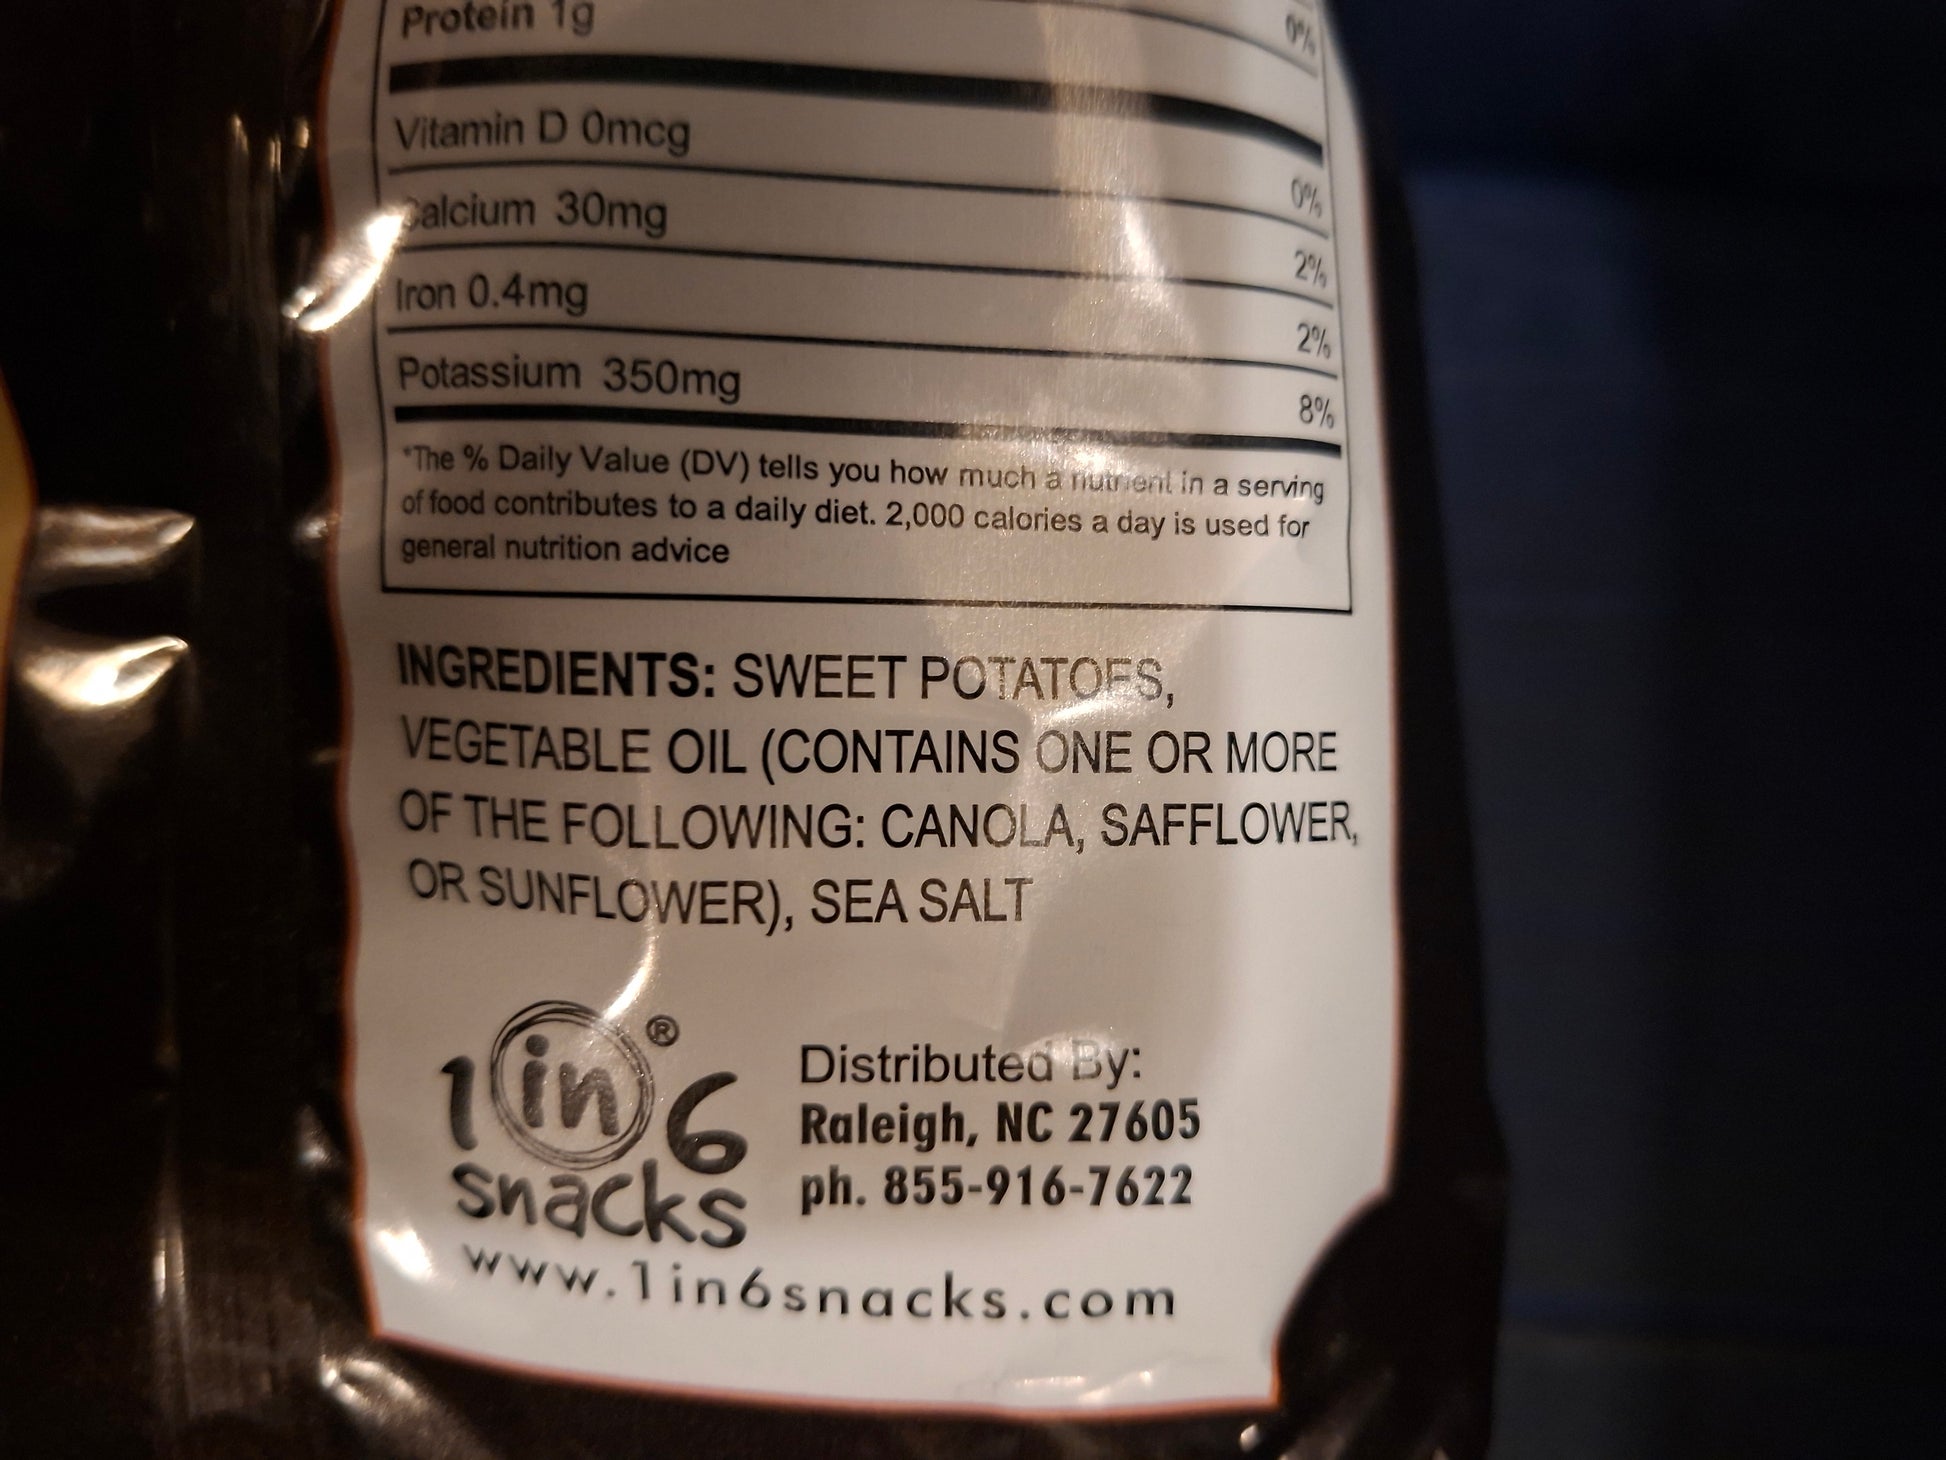 Protein 1g 0%
Vitamin D 0mcg 0%
Calcium 30mg 2%
Iron 0.4mg 2%
Potassium 350mg 8%
*The % Daily Value (DV) tells you how much a nutrient in a serving
of food contributes to a daily diet. 2,000 calories a day is used for
general nutrition advice
INGREDIENTS: SWEET POTATOES,
VEGETABLE OIL (CONTAINS ONE OR MORE
OF THE FOLLOWING: CANOLA, SAFFLOWER,
OR SUNFLOWER), SEA SALT
1 in 6 ®
snacks
Distributed By:
Raleigh, NC 27605
ph. 855-916-7622
www.1in6snacks.com